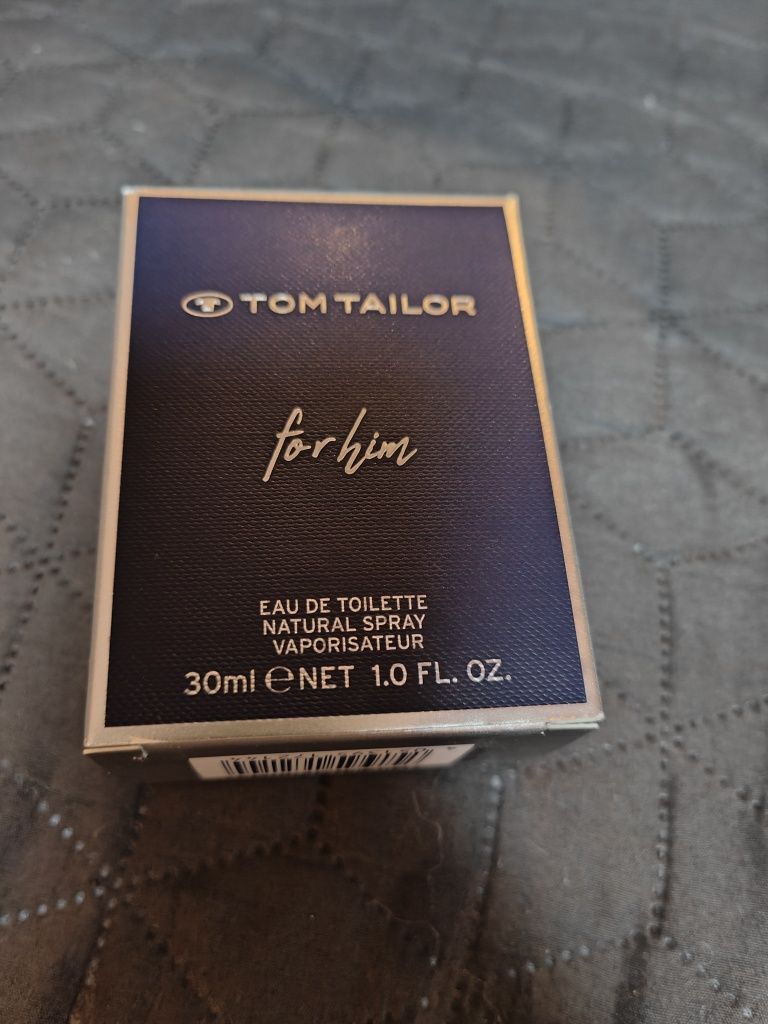 TOM TAILOR
for him
EAU DE TOILETTE
NATURAL SPRAY
VAPORISATEUR
30ml ℮ NET 1.0 FL. OZ.